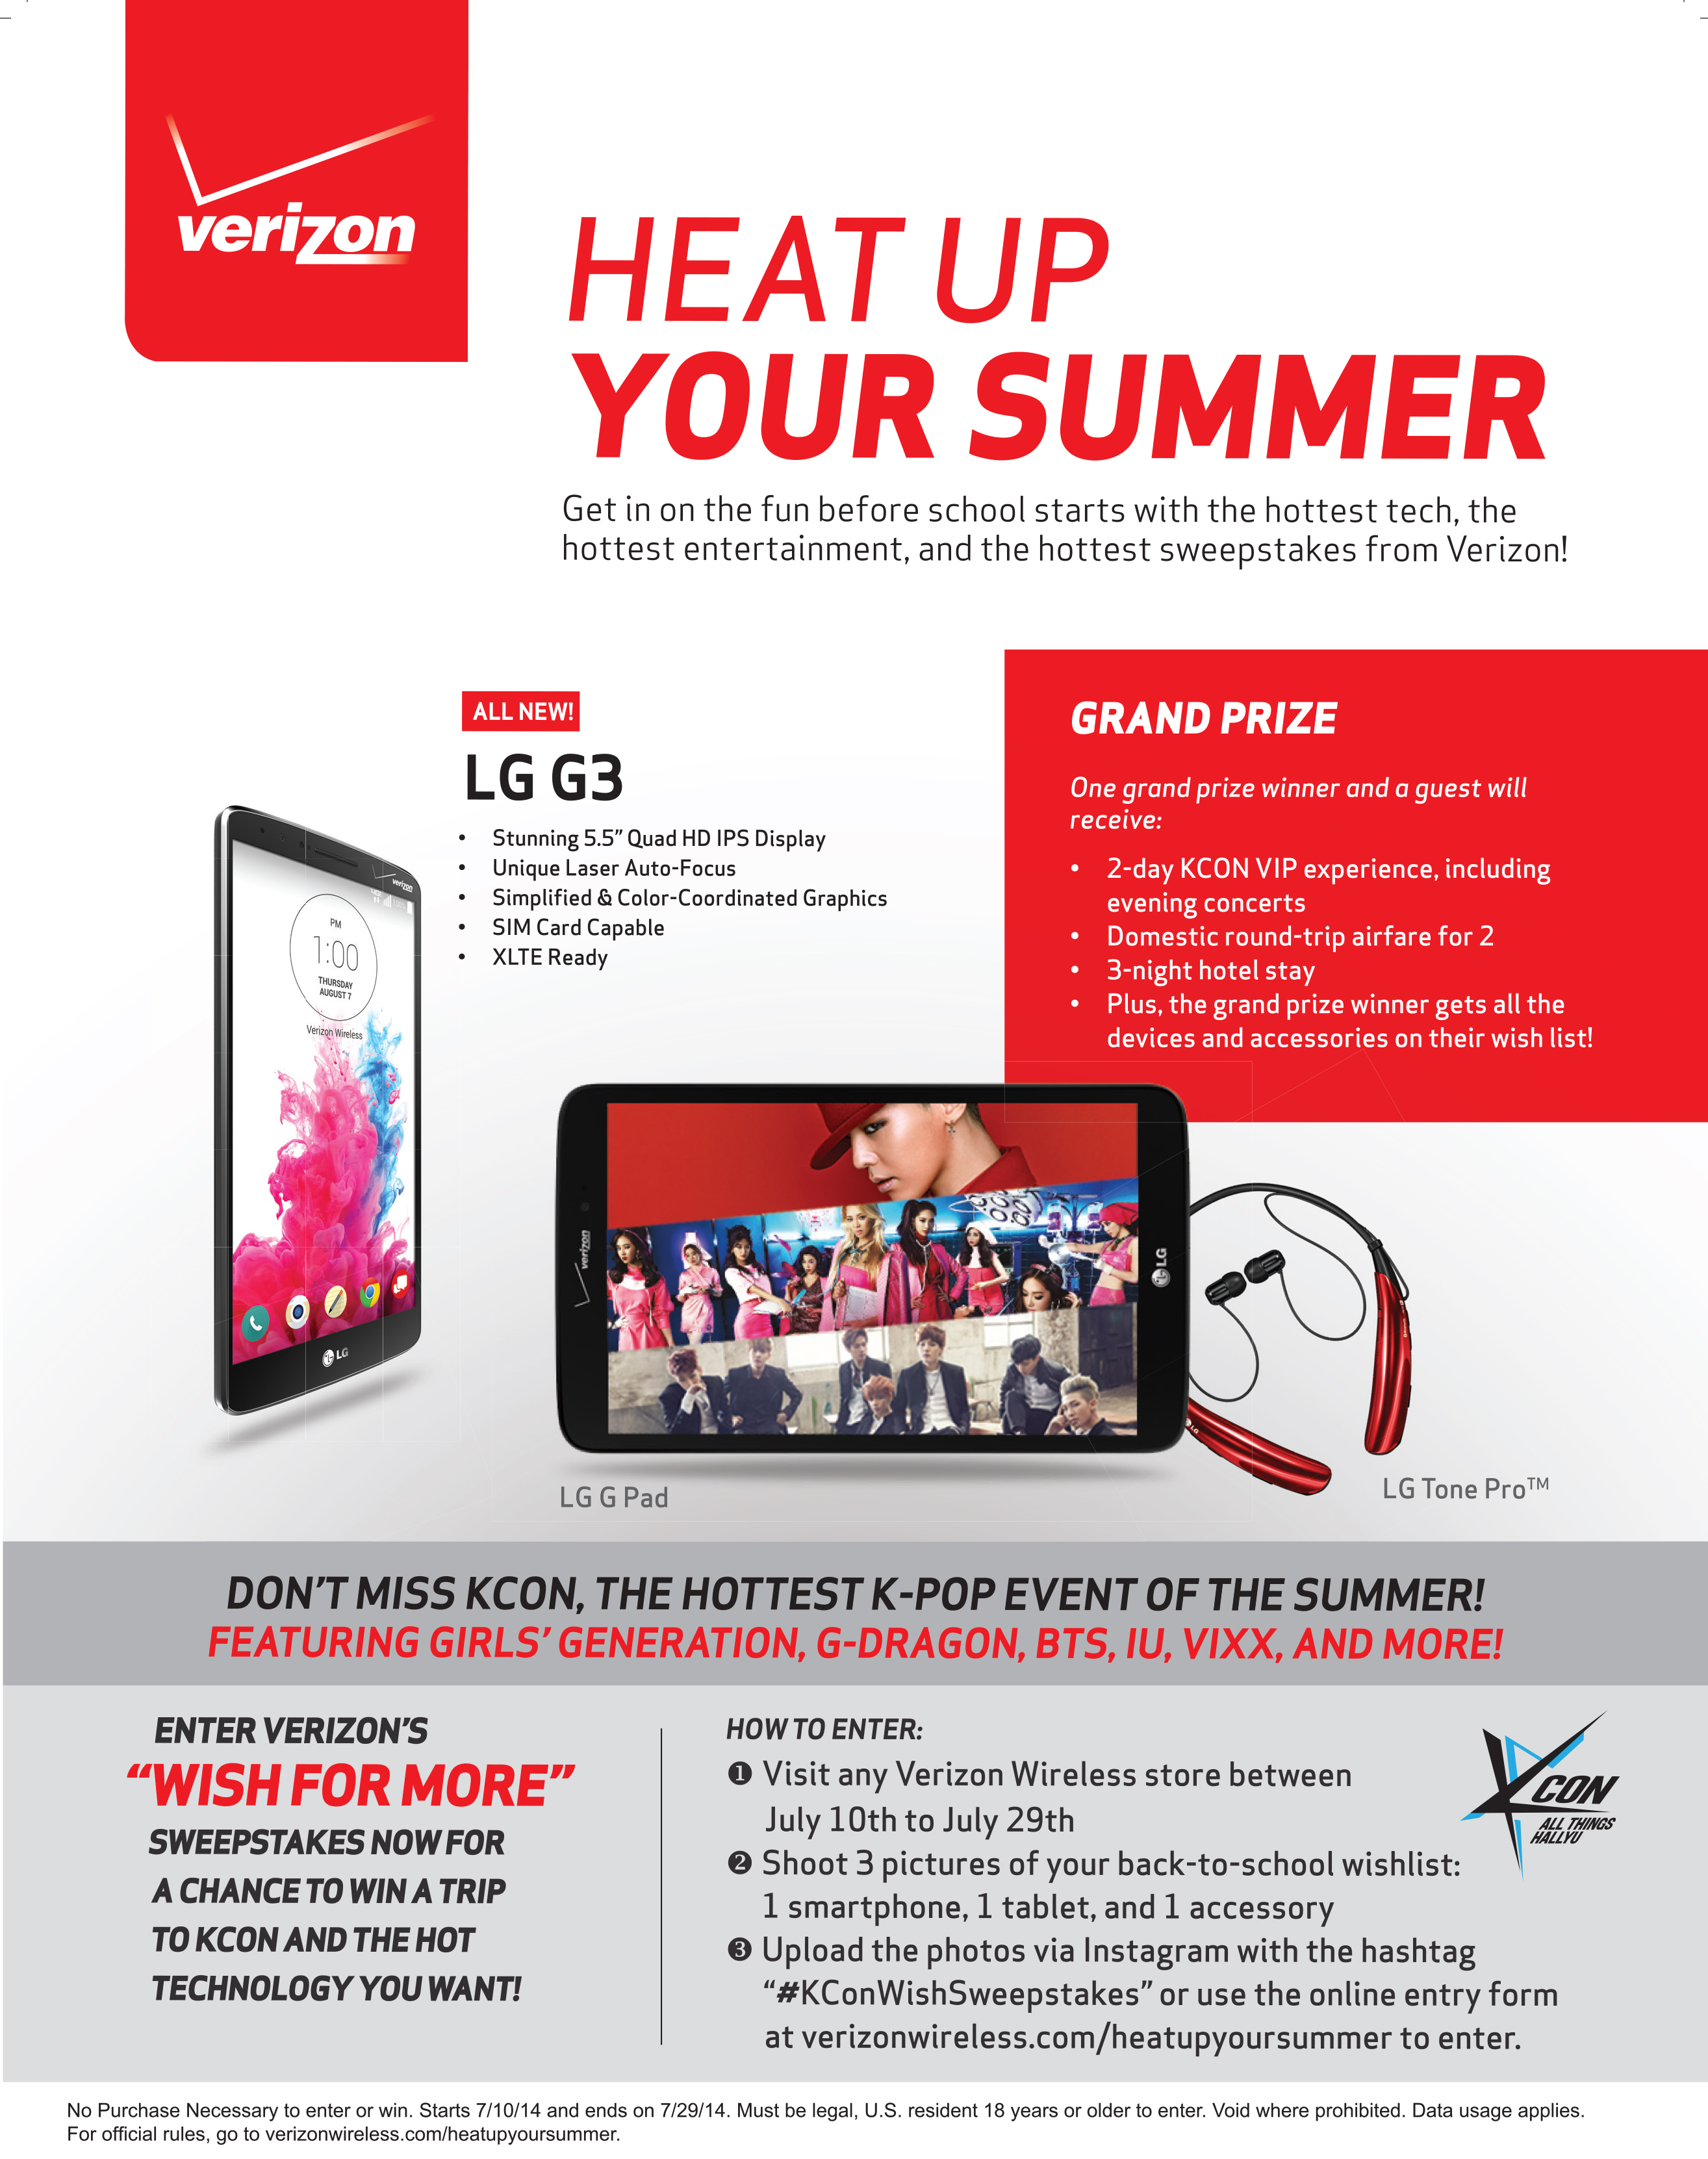 verizon
HEAT UP
YOUR SUMMER
Get in on the fun before school starts with the hottest tech, the
hottest entertainment, and the hottest sweepstakes from Verizon!
ALL NEW!
LG G3
• Stunning 5.5” Quad HD IPS Display
• Unique Laser Auto-Focus
• Simplified & Color-Coordinated Graphics
• SIM Card Capable
• XLTE Ready
verizon
PM
1:00
THURSDAY
AUGUST 7
Verizon Wireless
LG
GRAND PRIZE
One grand prize winner and a guest will
receive:
• 2-day KCON VIP experience, including
evening concerts
• Domestic round-trip airfare for 2
• 3-night hotel stay
• Plus, the grand prize winner gets all the
devices and accessories on their wish list!
verizon
LG
LG
LG G Pad
LG Tone Pro™
DON’T MISS KCON, THE HOTTEST K-POP EVENT OF THE SUMMER!
FEATURING GIRLS’ GENERATION, G-DRAGON, BTS, IU, VIXX, AND MORE!
ENTER VERIZON’S
“WISH FOR MORE”
SWEEPSTAKES NOW FOR
A CHANCE TO WIN A TRIP
TO KCON AND THE HOT
TECHNOLOGY YOU WANT!
HOW TO ENTER:
❶ Visit any Verizon Wireless store between
July 10th to July 29th
❷ Shoot 3 pictures of your back-to-school wishlist:
1 smartphone, 1 tablet, and 1 accessory
❸ Upload the photos via Instagram with the hashtag
“#KConWishSweepstakes” or use the online entry form
at verizonwireless.com/heatupyoursummer to enter.
KCON
ALL THINGS
HALLYU
No Purchase Necessary to enter or win. Starts 7/10/14 and ends on 7/29/14. Must be legal, U.S. resident 18 years or older to enter. Void where prohibited. Data usage applies.
For official rules, go to verizonwireless.com/heatupyoursummer.